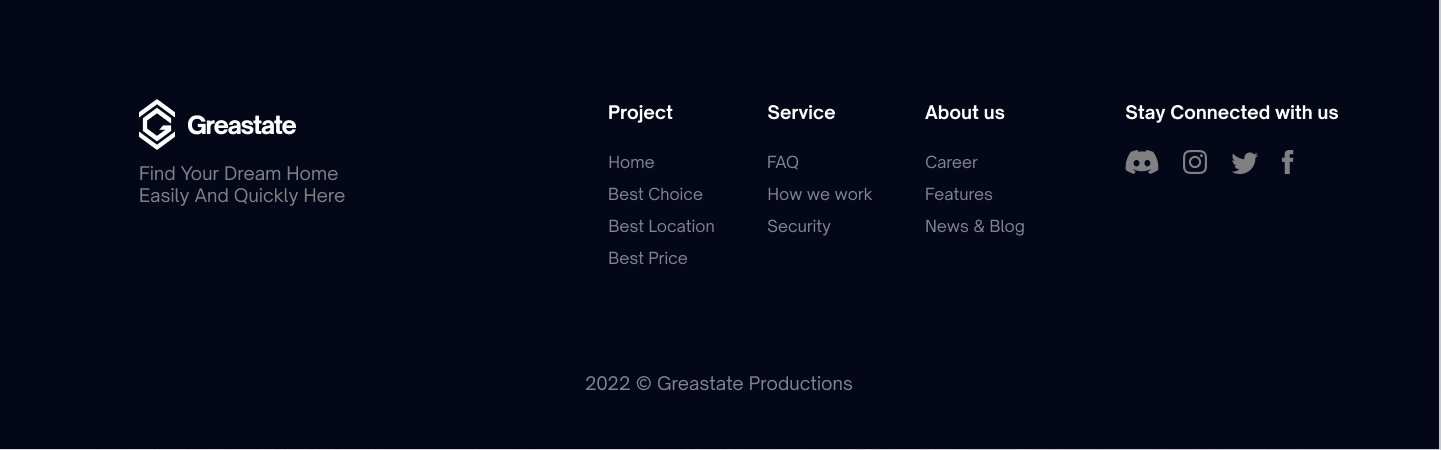 Greastate
Find Your Dream Home
Easily And Quickly Here
Project
Home
Best Choice
Best Location
Best Price
Service
FAQ
How we work
Security
About us
Career
Features
News & Blog
Stay Connected with us
2022 © Greastate Productions